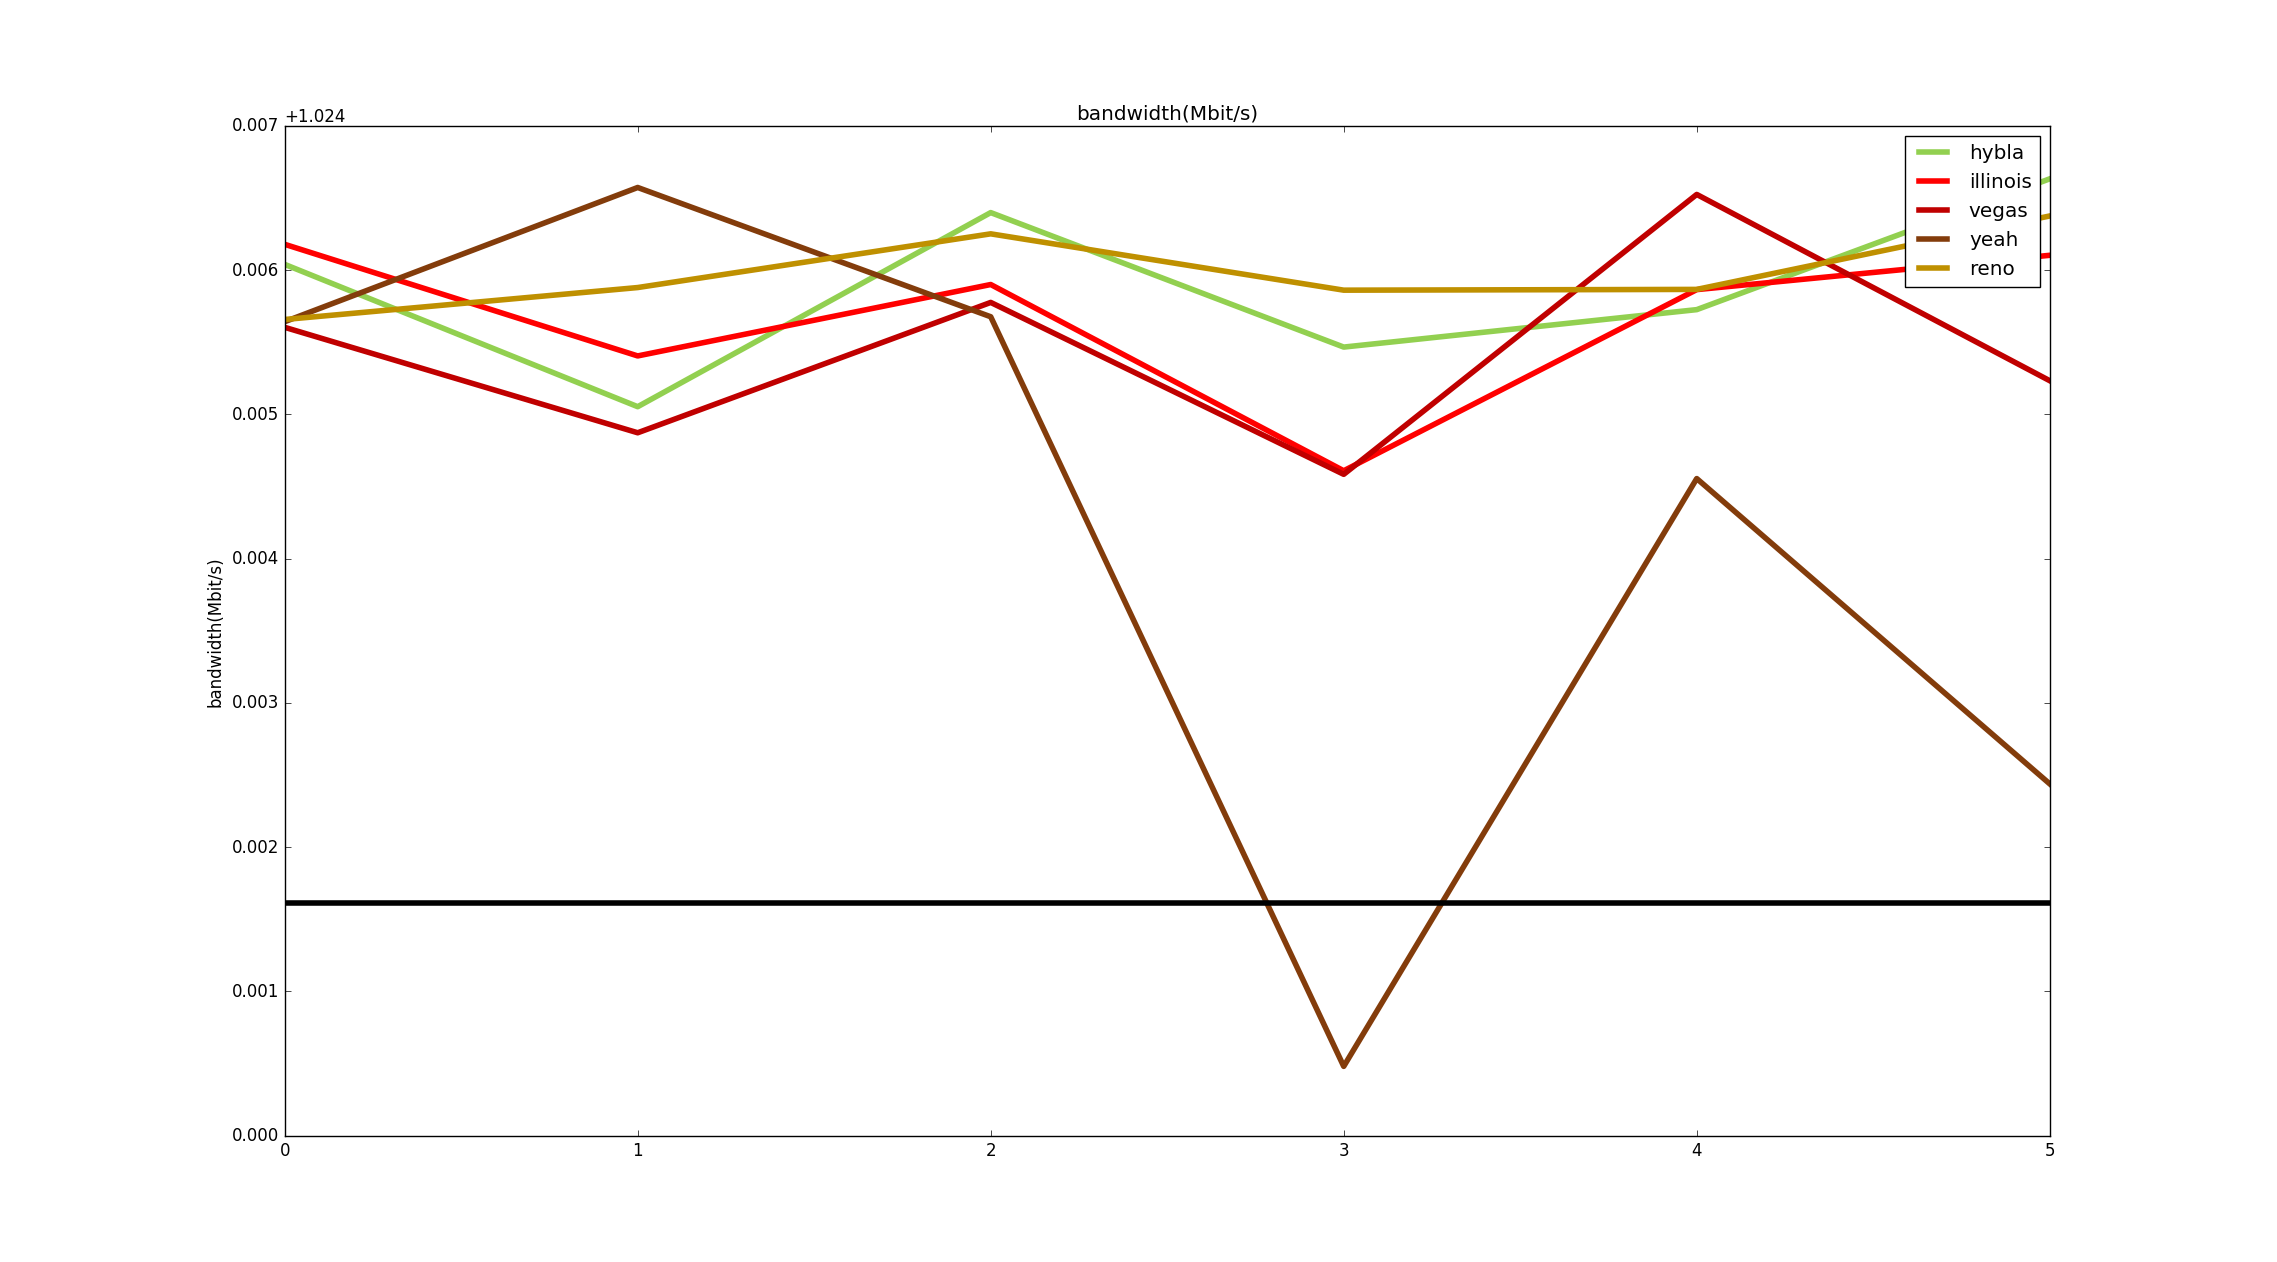 bandwidth(Mbit/s)
+1.024
0.007
0.006
0.005
0.004
0.003
0.002
0.001
0.000
bandwidth(Mbit/s)
0 1 2 3 4 5
hybla
illinois
vegas
yeah
reno